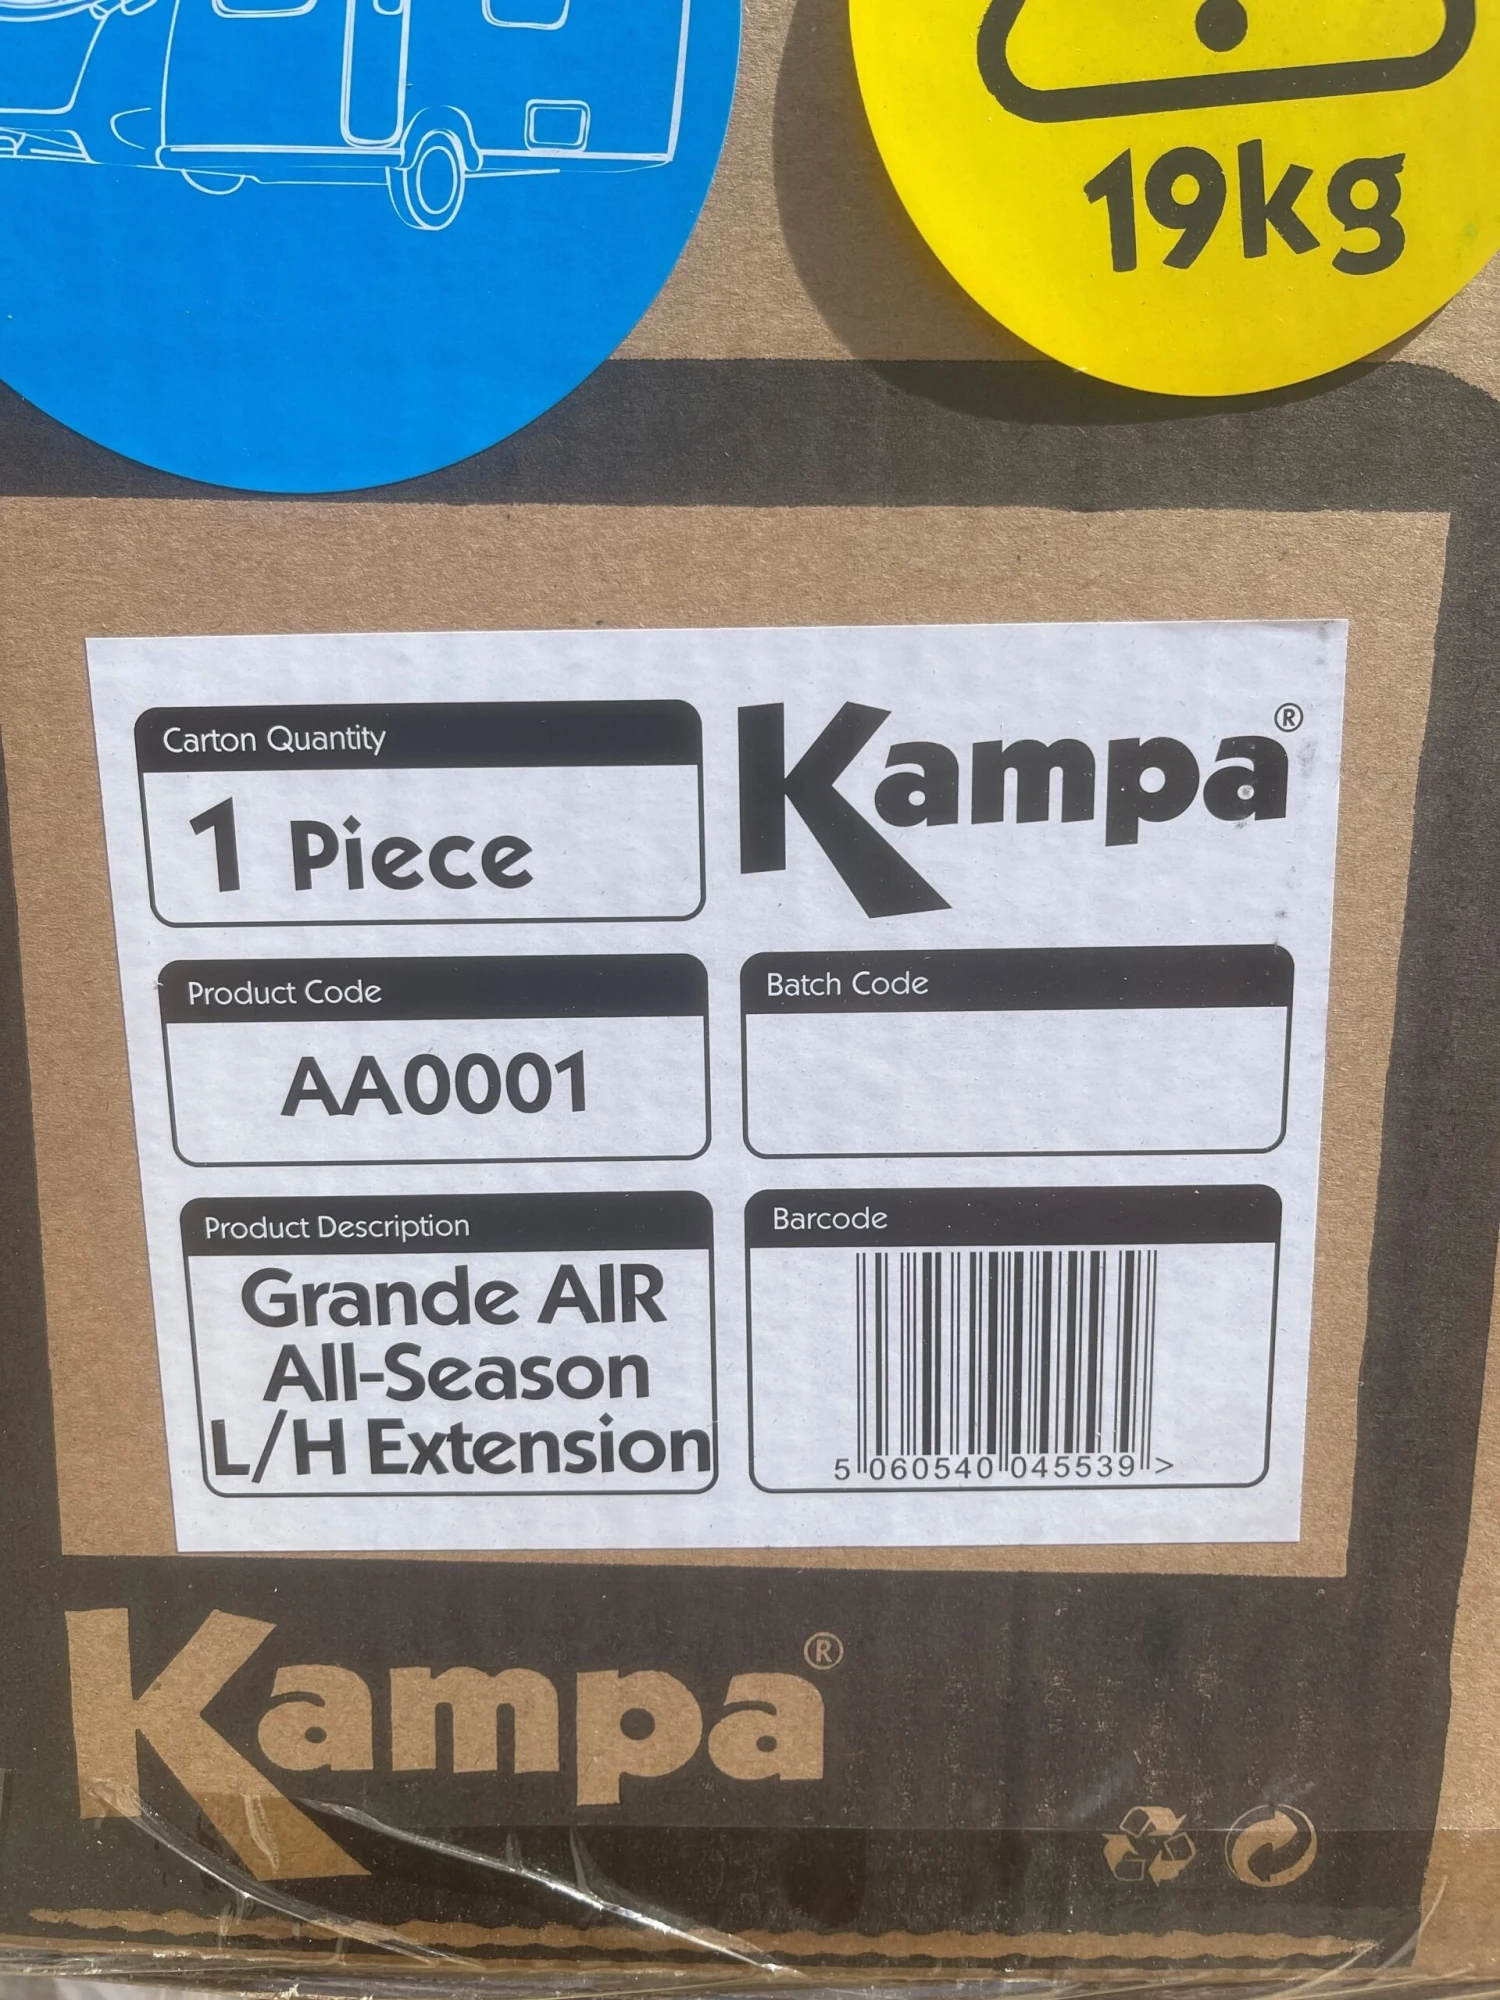 19kg
Carton Quantity
1 Piece
Kampa®
Product Code
AA0001
Batch Code
Product Description
Grande AIR
All-Season
L/H Extension
Barcode
5 060540 045539 >
Kampa®